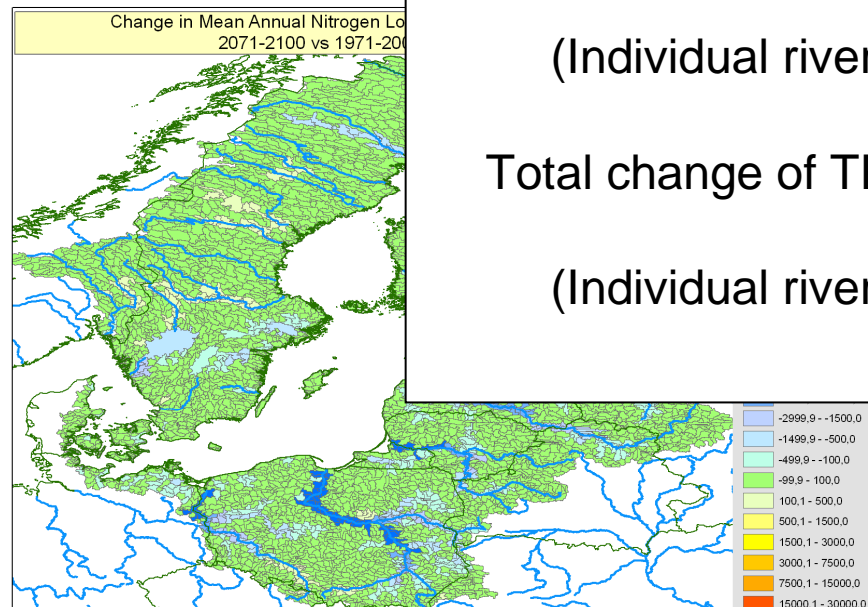 Change in Mean Annual Nitrogen Lo
2071-2100 vs 1971-200
(Individual river
Total change of T
(Individual river
-2999,9 - -1500,0
-1499,9 - -500,0
-499,9 - -100,0
-99,9 - 100,0
100,1 - 500,0
500,1 - 1500,0
1500,1 - 3000,0
3000,1 - 7500,0
7500,1 - 15000,0
15000,1 - 30000,0